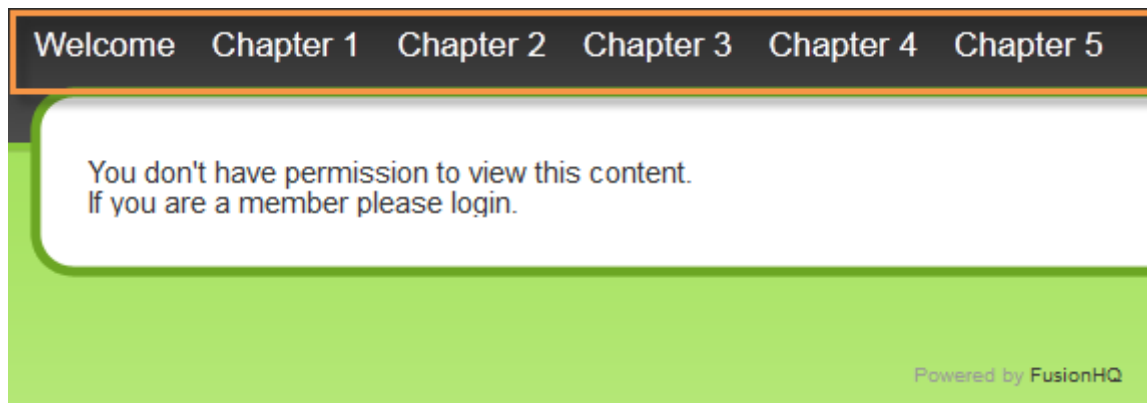 Welcome Chapter 1 Chapter 2 Chapter 3 Chapter 4 Chapter 5
You don't have permission to view this content.
If you are a member please login.
Powered by FusionHQ